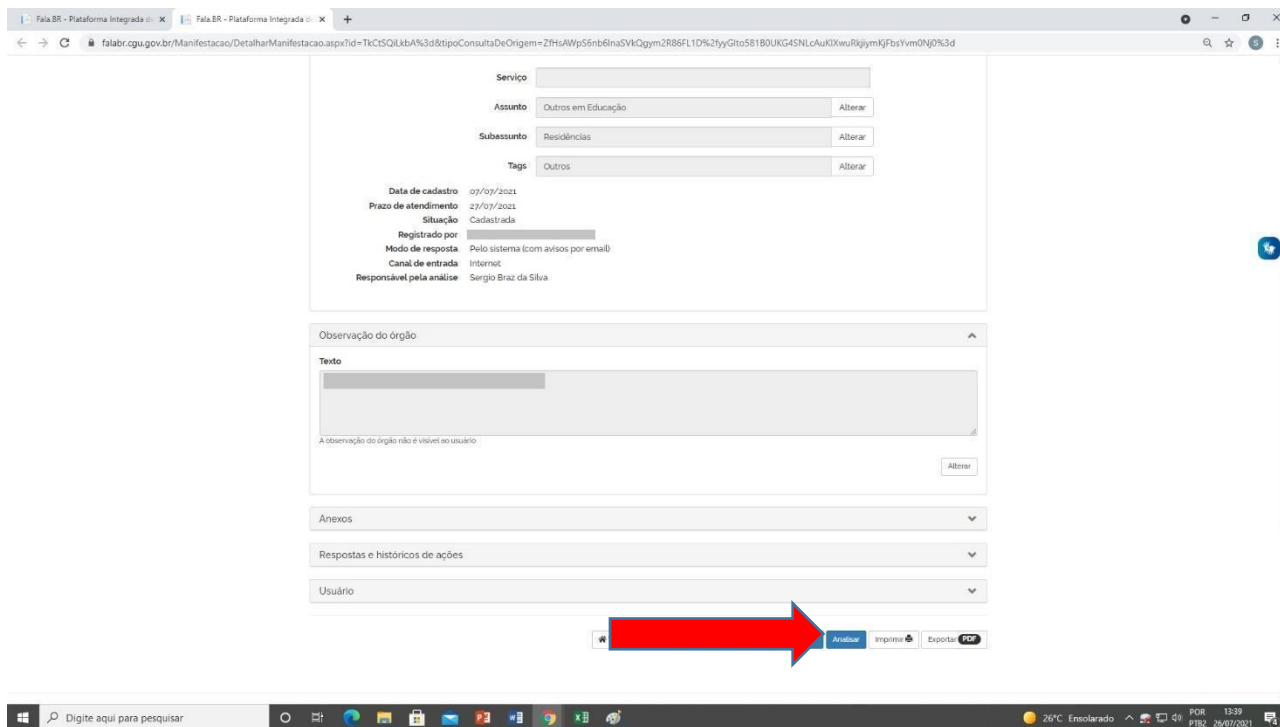 Fala.BR - Plataforma Integrada d
Fala.BR - Plataforma Integrada d
falabr.cgu.gov.br/Manifestacao/DetalharManifestacao.aspx?id=TkCtSQiLkbA%3d&tipoConsultaDeOrigem=ZfHsAWpS6nb6InaSVkQgym2R86FL1D%2fyyGIto581B0UKG4SNLcAuKIXwuRkjiymKjFbsYvm0Nj0%3d
S
Serviço
Assunto Outros em Educação Alterar
Subassunto Residências Alterar
Tags Outros Alterar
Data de cadastro 07/07/2021
Prazo de atendimento 27/07/2021
Situação Cadastrada
Registrado por
Modo de resposta Pelo sistema (com avisos por email)
Canal de entrada Internet
Responsável pela análise Sergio Braz da Silva
Observação do órgão
Texto
A observação do órgão não é visível ao usuário
Alterar
Anexos
Respostas e históricos de ações
Usuário
Analisar Imprimir Exportar PDF
Digite aqui para pesquisar
26°C Ensolarado
POR 13:39
PTB2 26/07/2021